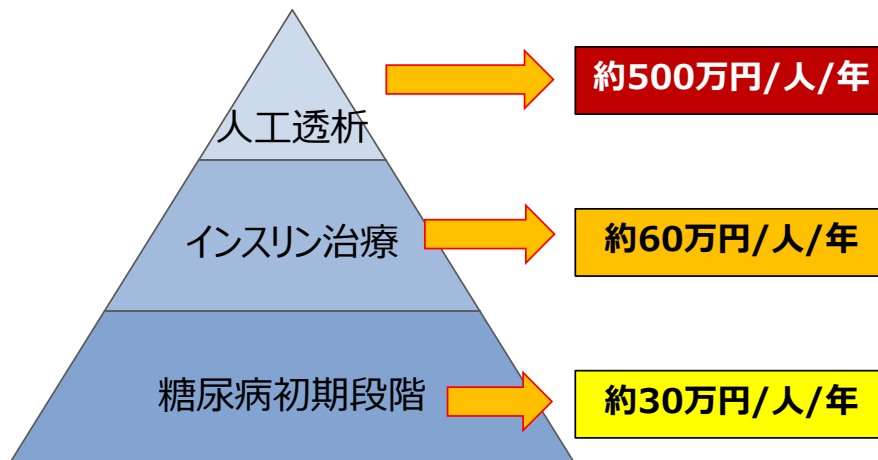 人工透析
約500万円/人/年
インスリン治療
約60万円/人/年
糖尿病初期段階
約30万円/人/年